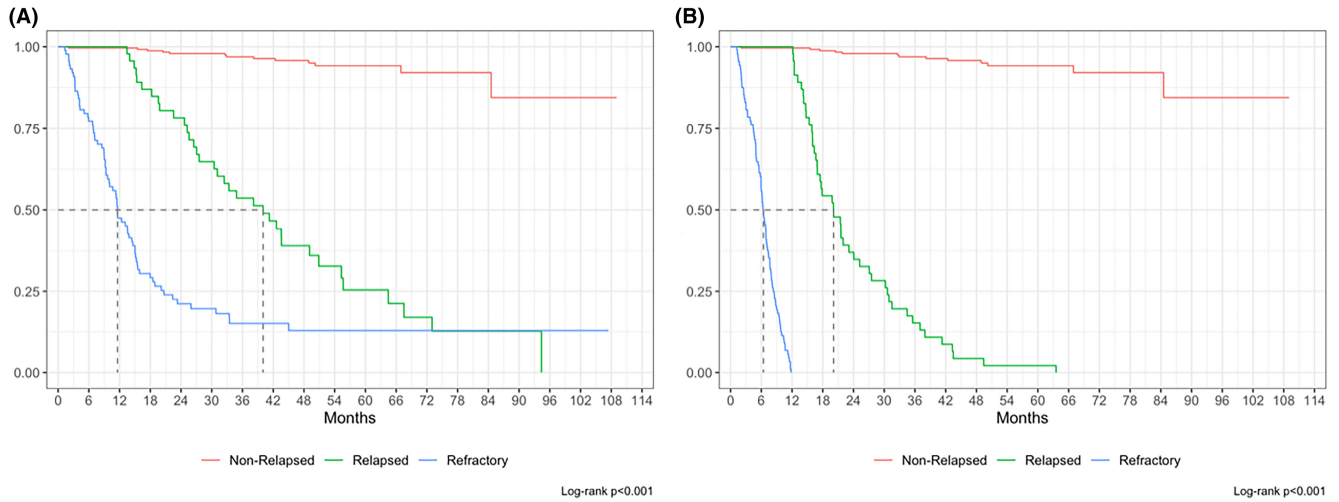 (A)
1.00
0.75
0.50
0.25
0.00
0 6 12 18 24 30 36 42 48 54 60 66 72 78 84 90 96 102 108 114
Months
Non-Relapsed Relapsed Refractory
Log-rank p<0.001
(B)
1.00
0.75
0.50
0.25
0.00
0 6 12 18 24 30 36 42 48 54 60 66 72 78 84 90 96 102 108 114
Months
Non-Relapsed Relapsed Refractory
Log-rank p<0.001